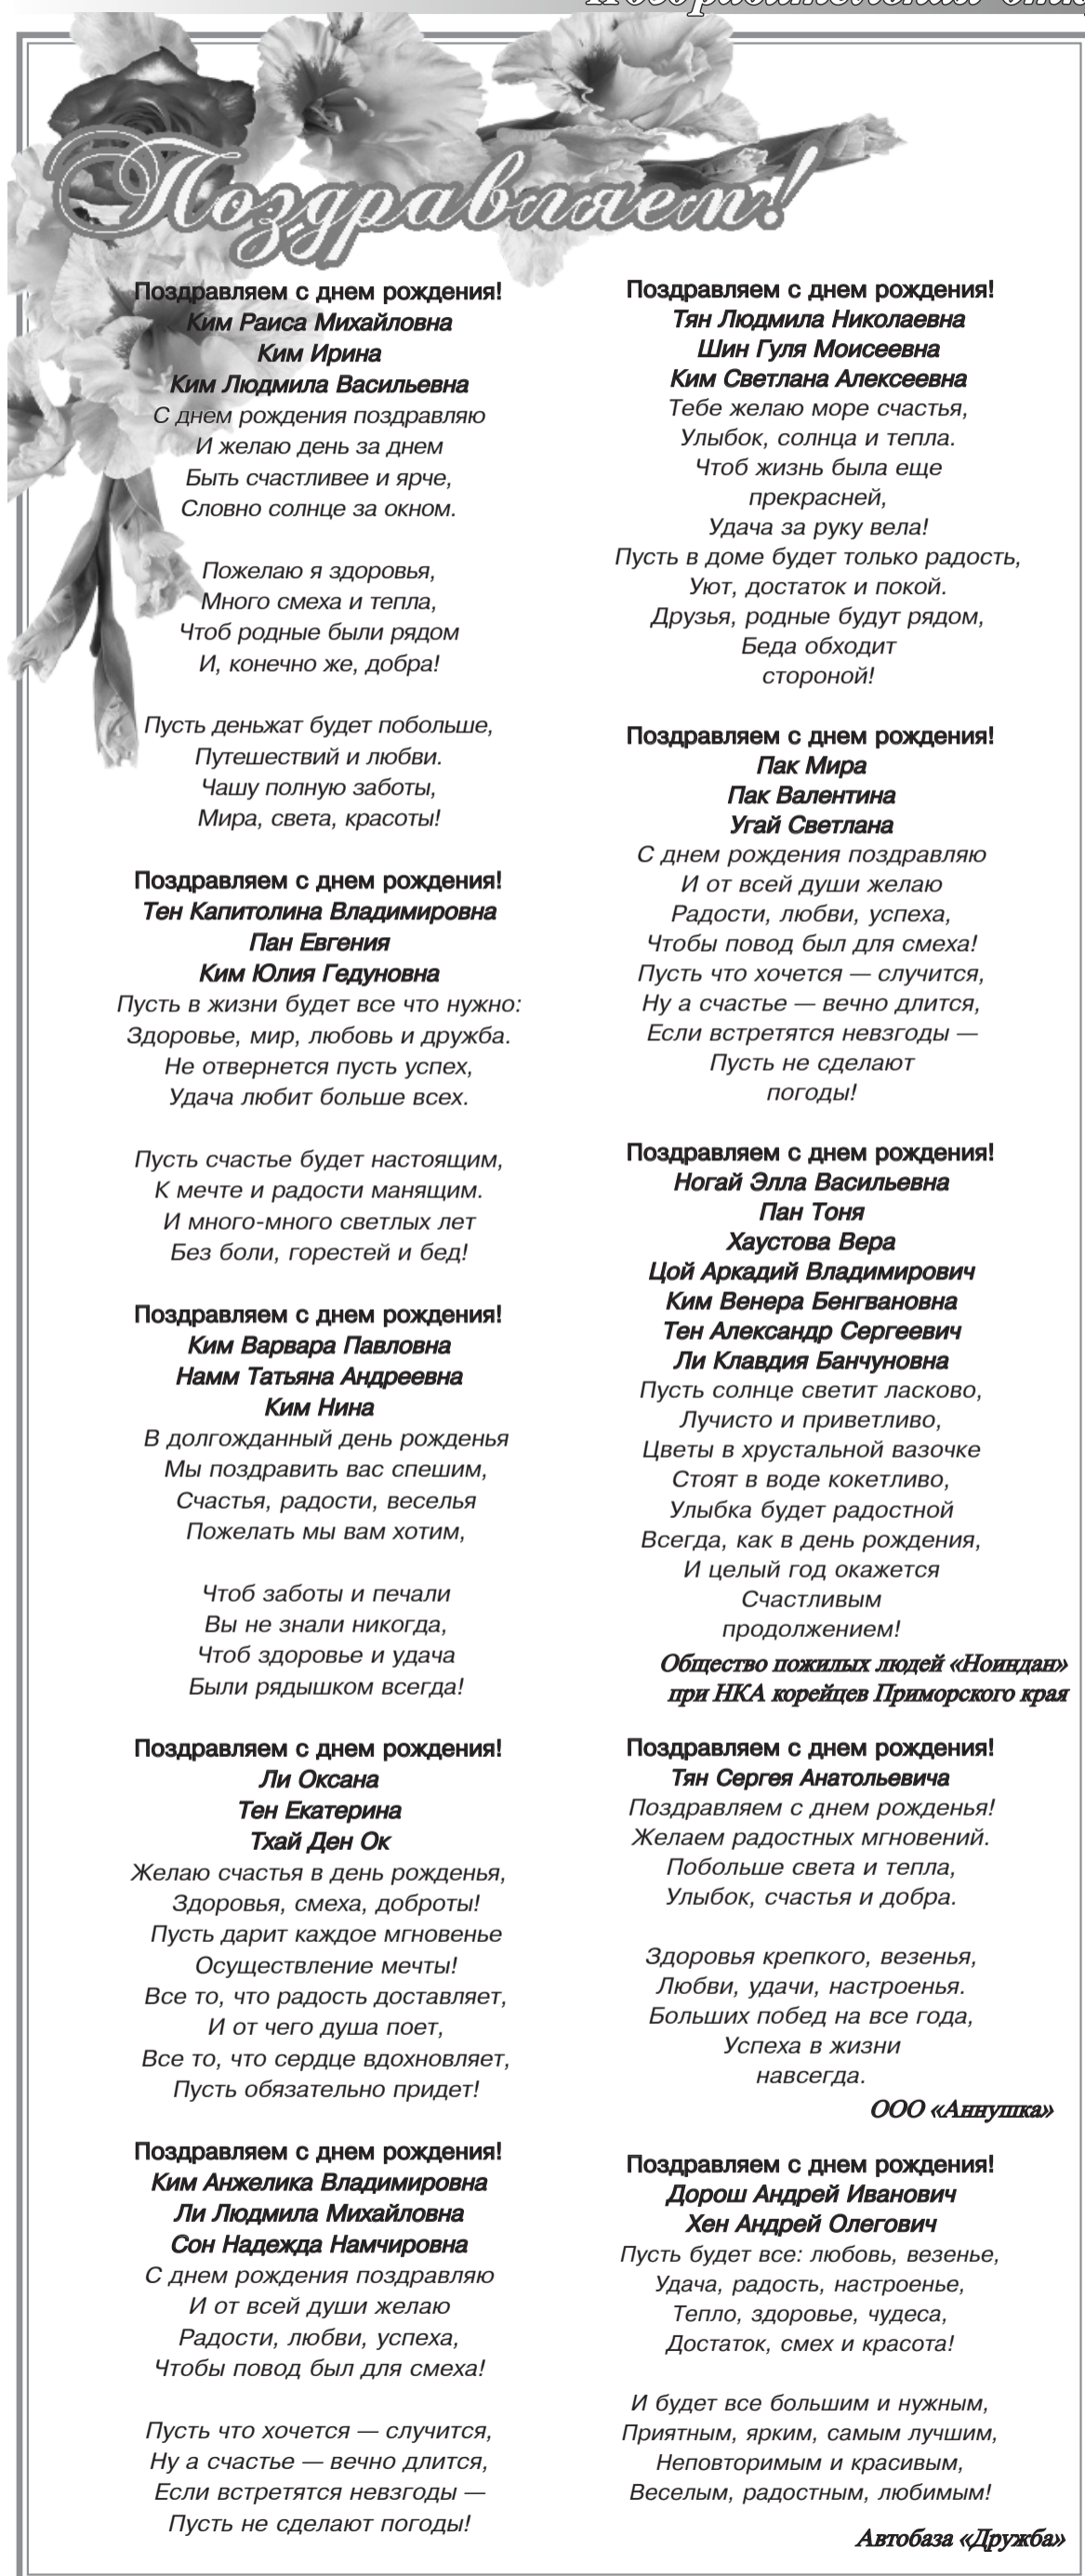 Поздравляем!
Поздравляем с днем рождения!
Ким Раиса Михайловна
Ким Ирина
Ким Людмила Васильевна
С днем рождения поздравляю
И желаю день за днем
Быть счастливее и ярче,
Словно солнце за окном.
Пожелаю я здоровья,
Много смеха и тепла,
Чтоб родные были рядом
И, конечно же, добра!
Пусть деньжат будет побольше,
Путешествий и любви.
Чашу полную заботы,
Мира, света, красоты!
Поздравляем с днем рождения!
Тен Капитолина Владимировна
Пан Евгения
Ким Юлия Гедуновна
Пусть в жизни будет все что нужно:
Здоровье, мир, любовь и дружба.
Не отвернется пусть успех,
Удача любит больше всех.
Пусть счастье будет настоящим,
К мечте и радости манящим.
И много-много светлых лет
Без боли, горестей и бед!
Поздравляем с днем рождения!
Ким Варвара Павловна
Намм Татьяна Андреевна
Ким Нина
В долгожданный день рожденья
Мы поздравить вас спешим,
Счастья, радости, веселья
Пожелать мы вам хотим,
Чтоб заботы и печали
Вы не знали никогда,
Чтоб здоровье и удача
Были рядышком всегда!
Поздравляем с днем рождения!
Ли Оксана
Тен Екатерина
Тхай Ден Ок
Желаю счастья в день рожденья,
Здоровья, смеха, доброты!
Пусть дарит каждое мгновенье
Осуществление мечты!
Все то, что радость доставляет,
И от чего душа поет,
Все то, что сердце вдохновляет,
Пусть обязательно придет!
Поздравляем с днем рождения!
Ким Анжелика Владимировна
Ли Людмила Михайловна
Сон Надежда Намчировна
С днем рождения поздравляю
И от всей души желаю
Радости, любви, успеха,
Чтобы повод был для смеха!
Пусть что хочется — случится,
Ну а счастье — вечно длится,
Если встретятся невзгоды —
Пусть не сделают погоды!
Поздравляем с днем рождения!
Тян Людмила Николаевна
Шин Гуля Моисеевна
Ким Светлана Алексеевна
Тебе желаю море счастья,
Улыбок, солнца и тепла.
Чтоб жизнь была еще
прекрасней,
Удача за руку вела!
Пусть в доме будет только радость,
Уют, достаток и покой.
Друзья, родные будут рядом,
Беда обходит
стороной!
Поздравляем с днем рождения!
Пак Мира
Пак Валентина
Угай Светлана
С днем рождения поздравляю
И от всей души желаю
Радости, любви, успеха,
Чтобы повод был для смеха!
Пусть что хочется — случится,
Ну а счастье — вечно длится,
Если встретятся невзгоды —
Пусть не сделают
погоды!
Поздравляем с днем рождения!
Ногай Элла Васильевна
Пан Тоня
Хаустова Вера
Цой Аркадий Владимирович
Ким Венера Бенгвановна
Тен Александр Сергеевич
Ли Клавдия Банчуновна
Пусть солнце светит ласково,
Лучисто и приветливо,
Цветы в хрустальной вазочке
Стоят в воде кокетливо,
Улыбка будет радостной
Всегда, как в день рождения,
И целый год окажется
Счастливым
продолжением!
Общество пожилых людей «Ноиндан»
при НКА корейцев Приморского края
Поздравляем с днем рождения!
Тян Сергея Анатольевича
Поздравляем с днем рожденья!
Желаем радостных мгновений.
Побольше света и тепла,
Улыбок, счастья и добра.
Здоровья крепкого, везенья,
Любви, удачи, настроенья.
Больших побед на все года,
Успеха в жизни
навсегда.
ООО «Аннушка»
Поздравляем с днем рождения!
Дорош Андрей Иванович
Хен Андрей Олегович
Пусть будет все: любовь, везенье,
Удача, радость, настроенье,
Тепло, здоровье, чудеса,
Достаток, смех и красота!
И будет все большим и нужным,
Приятным, ярким, самым лучшим,
Неповторимым и красивым,
Веселым, радостным, любимым!
Автобаза «Дружба»